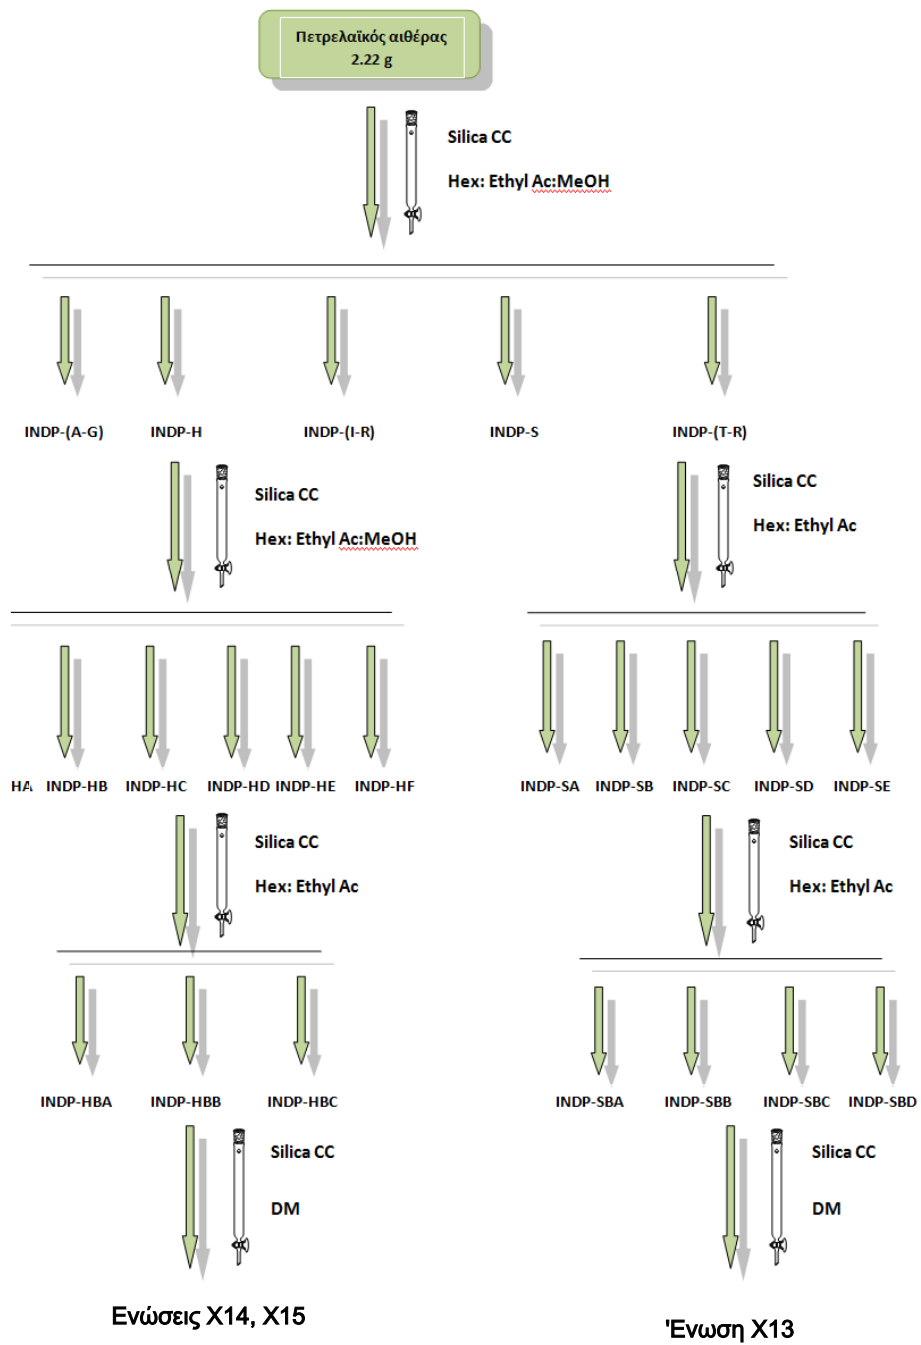 Πετρελαϊκός αιθέρας
2.22 g
Silica CC
Hex: Ethyl Ac:MeOH
INDP-(A-G) INDP-H INDP-(I-R) INDP-S INDP-(T-R)
Silica CC
Hex: Ethyl Ac:MeOH
Silica CC
Hex: Ethyl Ac
HA INDP-HB INDP-HC INDP-HD INDP-HE INDP-HF
INDP-SA INDP-SB INDP-SC INDP-SD INDP-SE
Silica CC
Hex: Ethyl Ac
Silica CC
Hex: Ethyl Ac
INDP-HBA INDP-HBB INDP-HBC
INDP-SBA INDP-SBB INDP-SBC INDP-SBD
Silica CC
DM
Silica CC
DM
Ενώσεις Χ14, Χ15
Ένωση Χ13